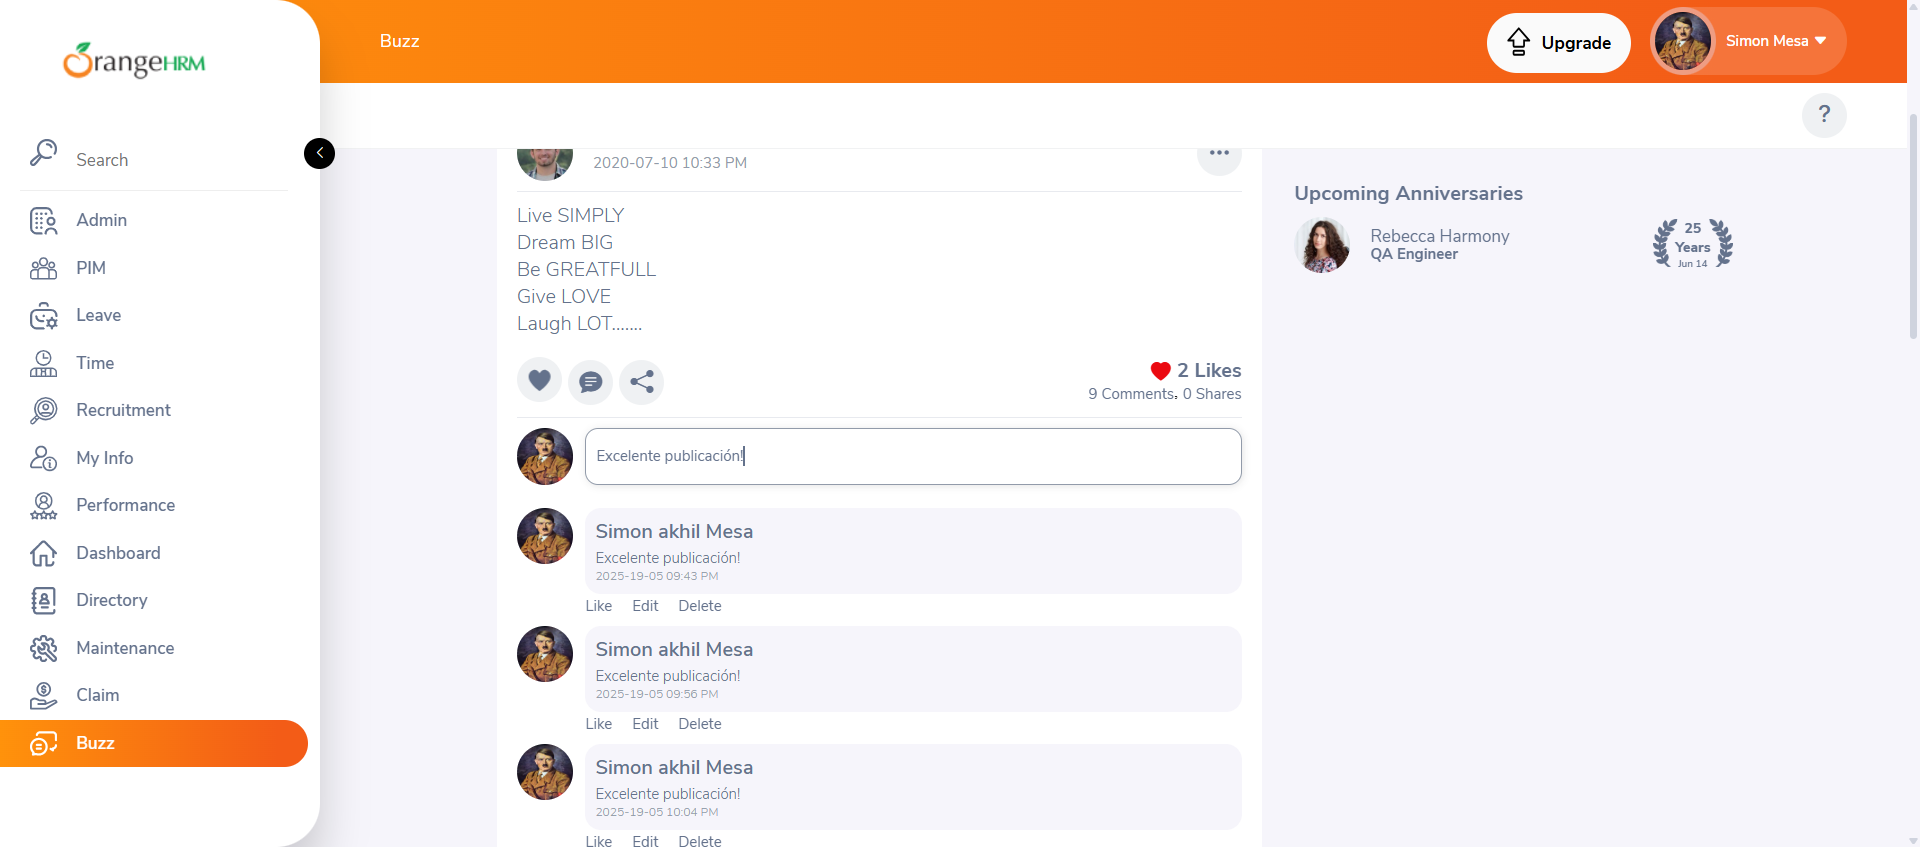 OrangeHRM
Search
Admin
PIM
Leave
Time
Recruitment
My Info
Performance
Dashboard
Directory
Maintenance
Claim
Buzz
Buzz
Upgrade
Simon Mesa
?
2020-07-10 10:33 PM
Live SIMPLY
Dream BIG
Be GREATFULL
Give LOVE
Laugh LOT.......
2 Likes
9 Comments, 0 Shares
Excelente publicación!
Simon akhil Mesa
Excelente publicación!
2025-19-05 09:43 PM
Like Edit Delete
Simon akhil Mesa
Excelente publicación!
2025-19-05 09:56 PM
Like Edit Delete
Simon akhil Mesa
Excelente publicación!
2025-19-05 10:04 PM
Like Edit Delete
Upcoming Anniversaries
Rebecca Harmony
QA Engineer
25
Years
Jun 14